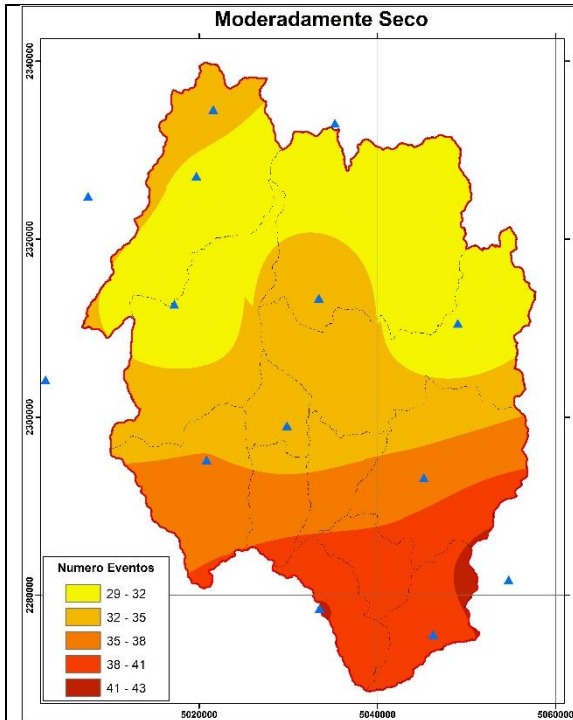 Moderadamente Seco
2340000
2320000
2300000
2280000
Numero Eventos
29 - 32
32 - 35
35 - 38
38 - 41
41 - 43
5020000
5040000
5060000